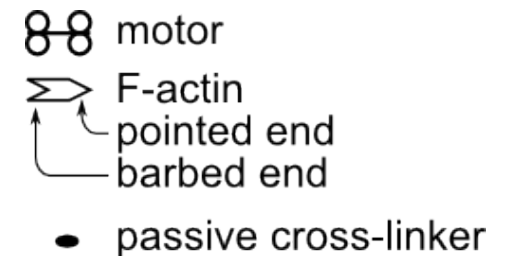 motor
F-actin
pointed end
barbed end
passive cross-linker